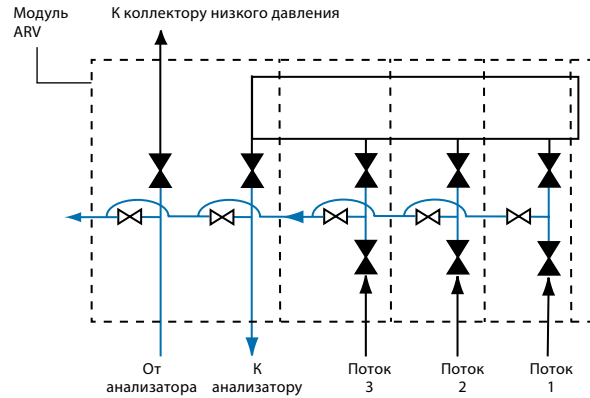 Модуль
ARV
К коллектору низкого давления
От
анализатора
К
анализатору
Поток
3
Поток
2
Поток
1